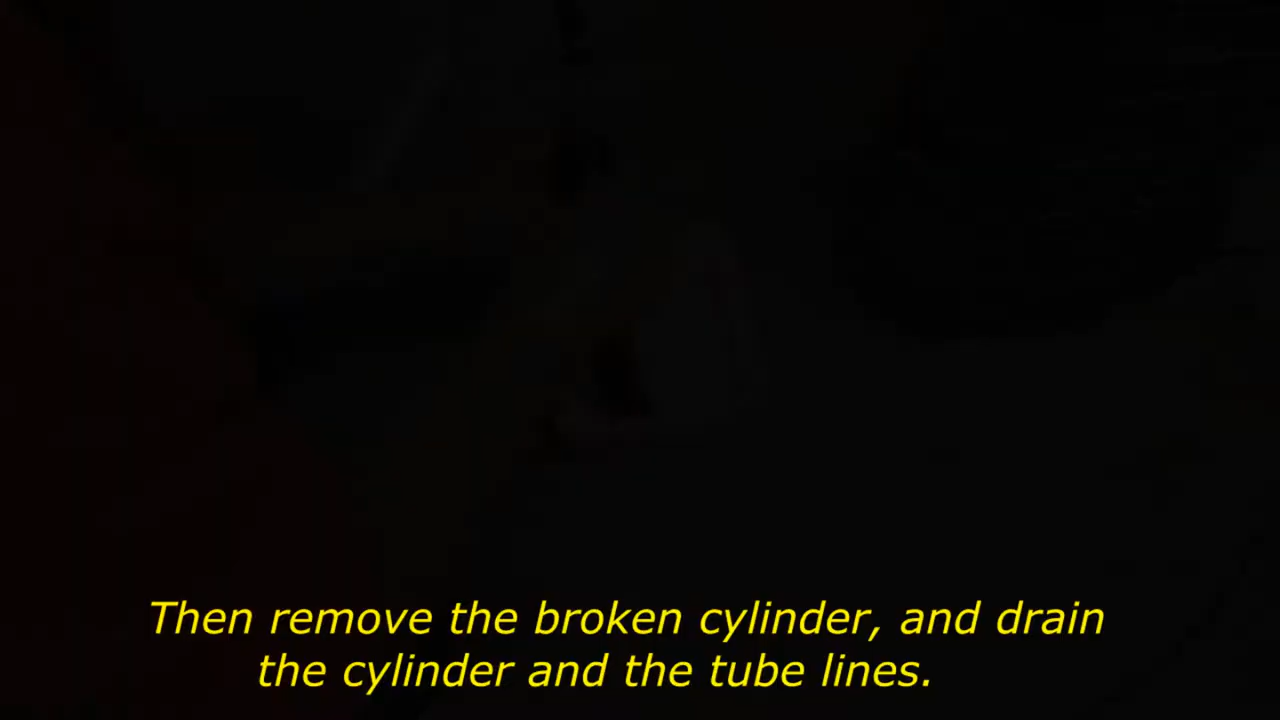 Then remove the broken cylinder, and drain
the cylinder and the tube lines.